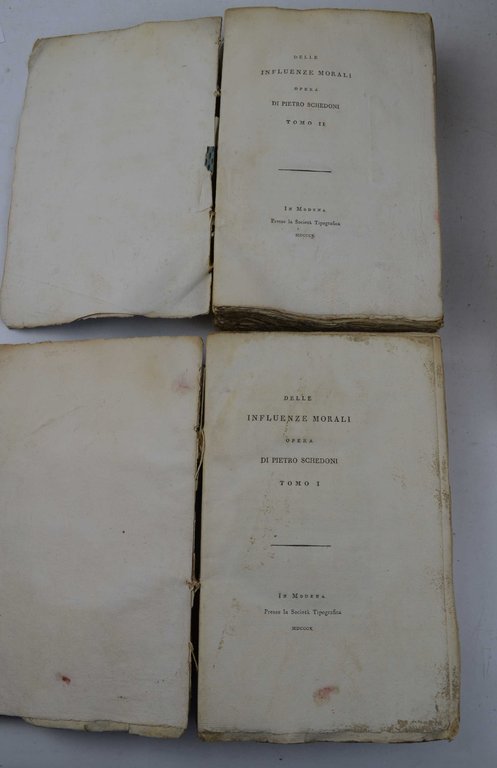 DELLE
INFLUENZE MORALI
OPERA
DI PIETRO SCHEDONI
TOMO II
IN MODENA
Presso la Società Tipografica
MDCCCX.
DELLE
INFLUENZE MORALI
OPERA
DI PIETRO SCHEDONI
TOMO I
IN MODENA
Presso la Società Tipografica
MDCCCX.